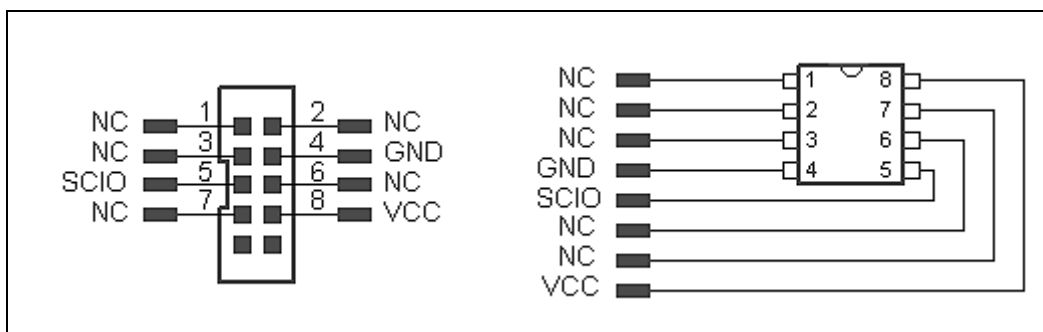 1 2
NC NC
3 4
NC GND
5 6
SCIO NC
7 8
NC VCC
NC 1 8
NC 2 7
NC 3 6
GND 4 5
SCIO
NC
NC
VCC